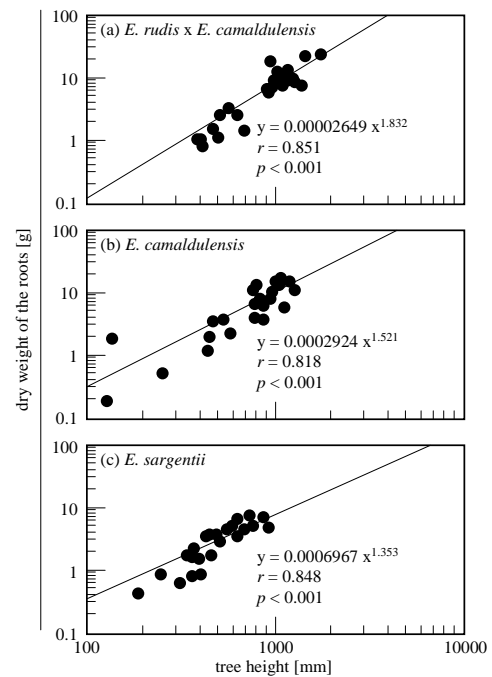 dry weight of the roots [g]
100
10
1
0.1
(a) E. rudis x E. camaldulensis
y = 0.00002649 x^1.832
r = 0.851
p < 0.001
100
10
1
0.1
(b) E. camaldulensis
y = 0.0002924 x^1.521
r = 0.818
p < 0.001
100
10
1
0.1
(c) E. sargentii
y = 0.0006967 x^1.353
r = 0.848
p < 0.001
100 1000 10000
tree height [mm]